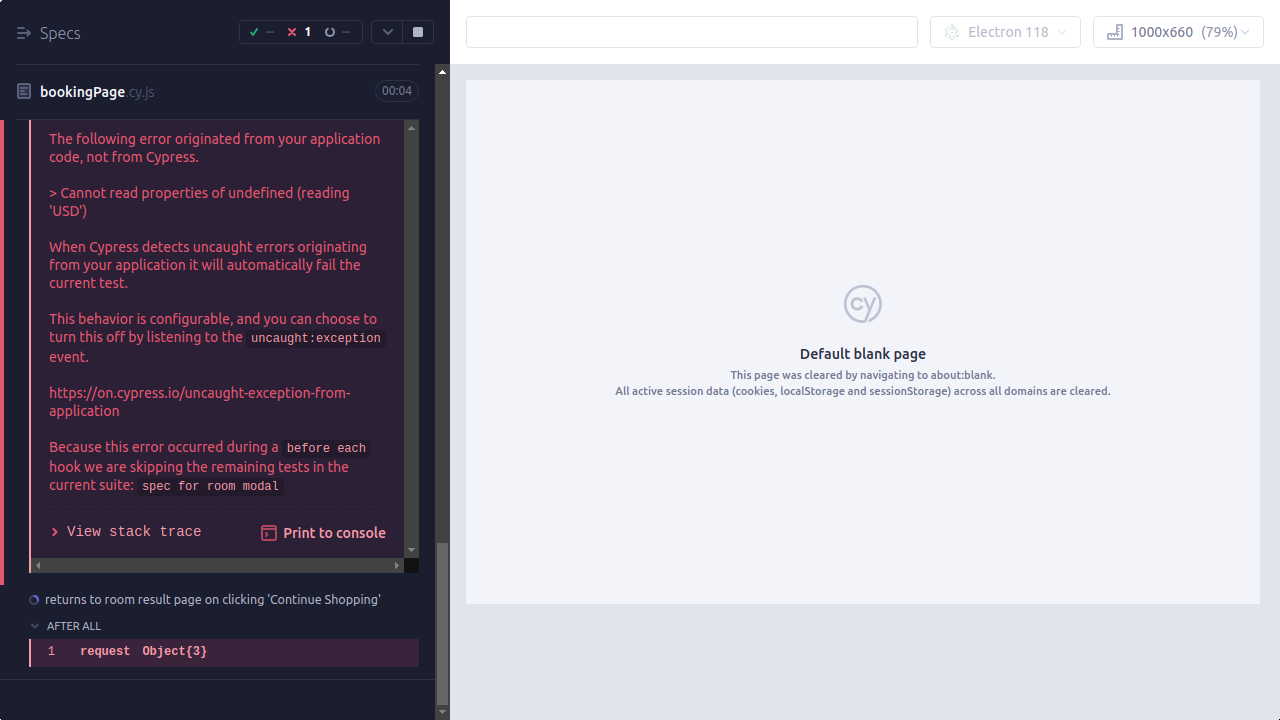 Specs
-- 1 --
Electron 118
1000x660 (79%)
bookingPage.cy.js
00:04
The following error originated from your application
code, not from Cypress.
> Cannot read properties of undefined (reading
'USD')
When Cypress detects uncaught errors originating
from your application it will automatically fail the
current test.
This behavior is configurable, and you can choose to
turn this off by listening to the uncaught:exception
event.
https://on.cypress.io/uncaught-exception-from-
application
Because this error occurred during a before each
hook we are skipping the remaining tests in the
current suite: spec for room modal
View stack trace
Print to console
returns to room result page on clicking 'Continue Shopping'
AFTER ALL
1 request Object{3}
cy
Default blank page
This page was cleared by navigating to about:blank.
All active session data (cookies, localStorage and sessionStorage) across all domains are cleared.